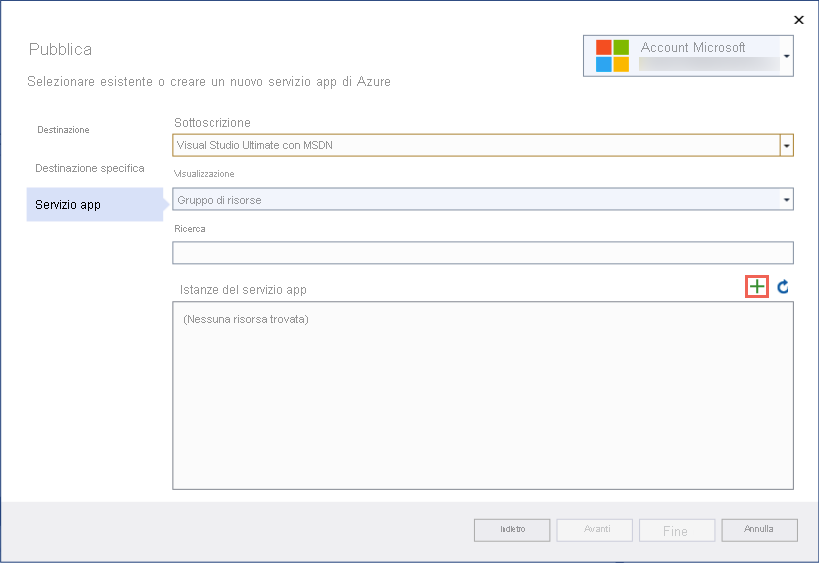 Pubblica
Account Microsoft
Selezionare esistente o creare un nuovo servizio app di Azure
Destinazione
Destinazione specifica
Servizio app
Sottoscrizione
Visual Studio Ultimate con MSDN
Visualizzazione
Gruppo di risorse
Ricerca
Istanze del servizio app
(Nessuna risorsa trovata)
Indietro
Avanti
Fine
Annulla